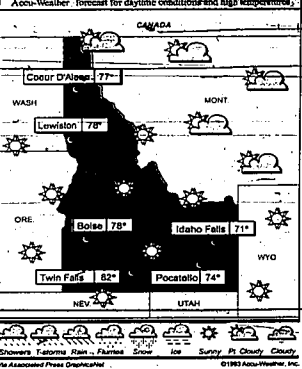 Accu-Weather forecast for daytime conditions and high temperatures
CANADA
Coeur D'Alene 77°
WASH
MONT.
Lewiston 78°
ORE.
Boise 78°
Idaho Falls 71°
WYO
Twin Falls 82°
Pocatello 74°
NEV.
UTAH
Showers T-storms Rain Flurries Snow Ice Sunny Pt. Cloudy Cloudy
Via Associated Press GraphicsNet ©1993 Accu-Weather, Inc.